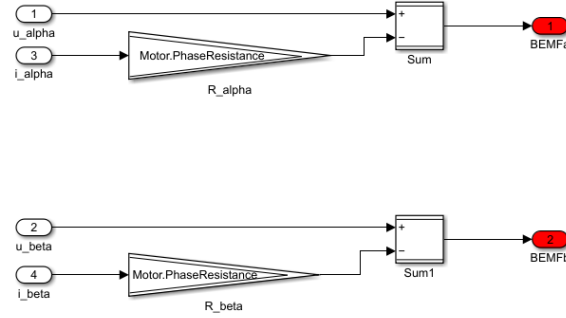 1
u_alpha
3
i_alpha
Motor.PhaseResistance
R_alpha
+
−
Sum
1
BEMFa
2
u_beta
4
i_beta
Motor.PhaseResistance
R_beta
+
−
Sum1
2
BEMFb